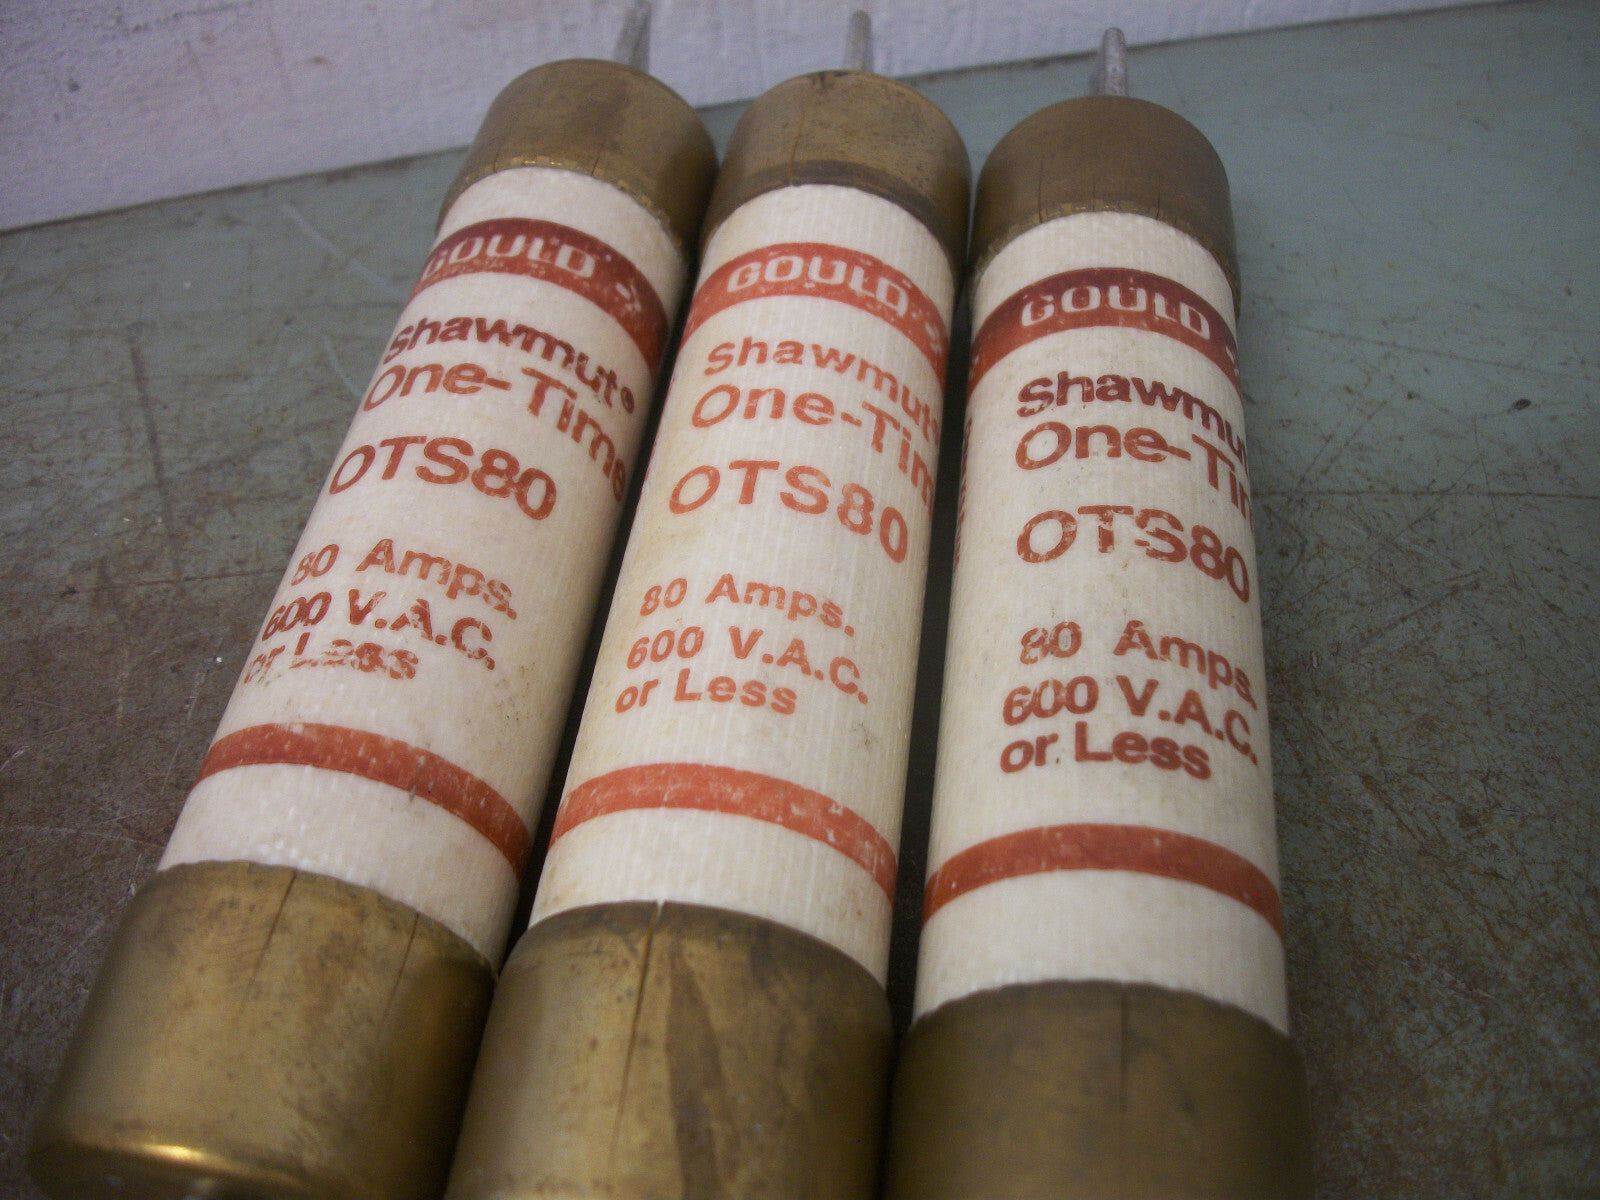 GOULD
Shawmut®
One-Time
OTS80
80 Amps.
600 V.A.C.
or Less
GOULD
Shawmut
One-Tim
OTS80
80 Amps.
600 V.A.C.
or Less
GOULD
Shawmu
One-Tim
OTS80
80 Amps.
600 V.A.C.
or Less